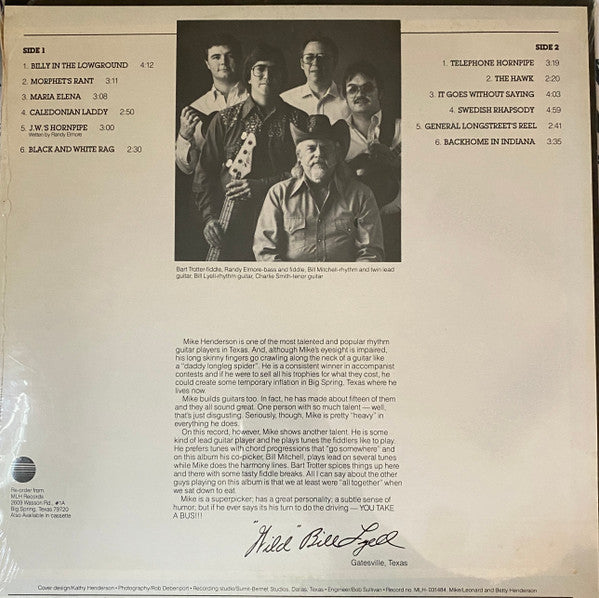 SIDE 1
1. BILLY IN THE LOWGROUND 4:12
2. MORPHET'S RANT 3:11
3. MARIA ELENA 3:08
4. CALEDONIAN LADDY 2:50
5. J.W.'S HORNPIPE 3:00
Written by Randy Elmore
6. BLACK AND WHITE RAG 2:30
SIDE 2
1. TELEPHONE HORNPIPE 3:19
2. THE HAWK 2:20
3. IT GOES WITHOUT SAYING 4:03
4. SWEDISH RHAPSODY 4:59
5. GENERAL LONGSTREET'S REEL 2:41
6. BACKHOME IN INDIANA 3:35
Bart Trotter-fiddle, Randy Elmore-bass and fiddle, Bill Mitchell-rhythm and twin lead
guitar, Bill Lyell-rhythm guitar, Charlie Smith-tenor guitar
Mike Henderson is one of the most talented and popular rhythm
guitar players in Texas. And, although Mike's eyesight is impaired,
his long skinny fingers go crawling along the neck of a guitar like
a "daddy longleg spider". He is a consistent winner in accompanist
contests and if he were to sell all his trophies for what they cost, he
could create some temporary inflation in Big Spring, Texas where he
lives now.
Mike builds guitars too. In fact, he has made about fifteen of them
and they all sound great. One person with so much talent — well,
that's just disgusting. Seriously, though, Mike is pretty "heavy" in
everything he does.
On this record, however, Mike shows another talent. He is some
kind of lead guitar player and he plays tunes the fiddlers like to play.
He prefers tunes with chord progressions that "go somewhere" and
on this album his co-picker, Bill Mitchell, plays lead on several tunes
while Mike does the harmony lines. Bart Trotter spices things up here
and there with some tasty fiddle breaks. All I can say about the other
guys playing on this album is that we at least were "all together" when
we sat down to eat.
Mike is a superpicker; has a great personality; a subtle sense of
humor, but if he ever says its his turn to do the driving — YOU TAKE
A BUS!!!
"Wild" Bill Lyell
Gatesville, Texas
Re-order from:
MLH Records
2609 Wasson Rd., #1A
Big Spring, Texas 79720
Also Available in cassette
Cover design/Kathy Henderson • Photography/Rob Debenport • Recording studio/Sumet-Bernet Studios, Dallas, Texas • Engineer/Bob Sullivan • Record no. MLH-031484 Mike/Leonard and Betty Henderson